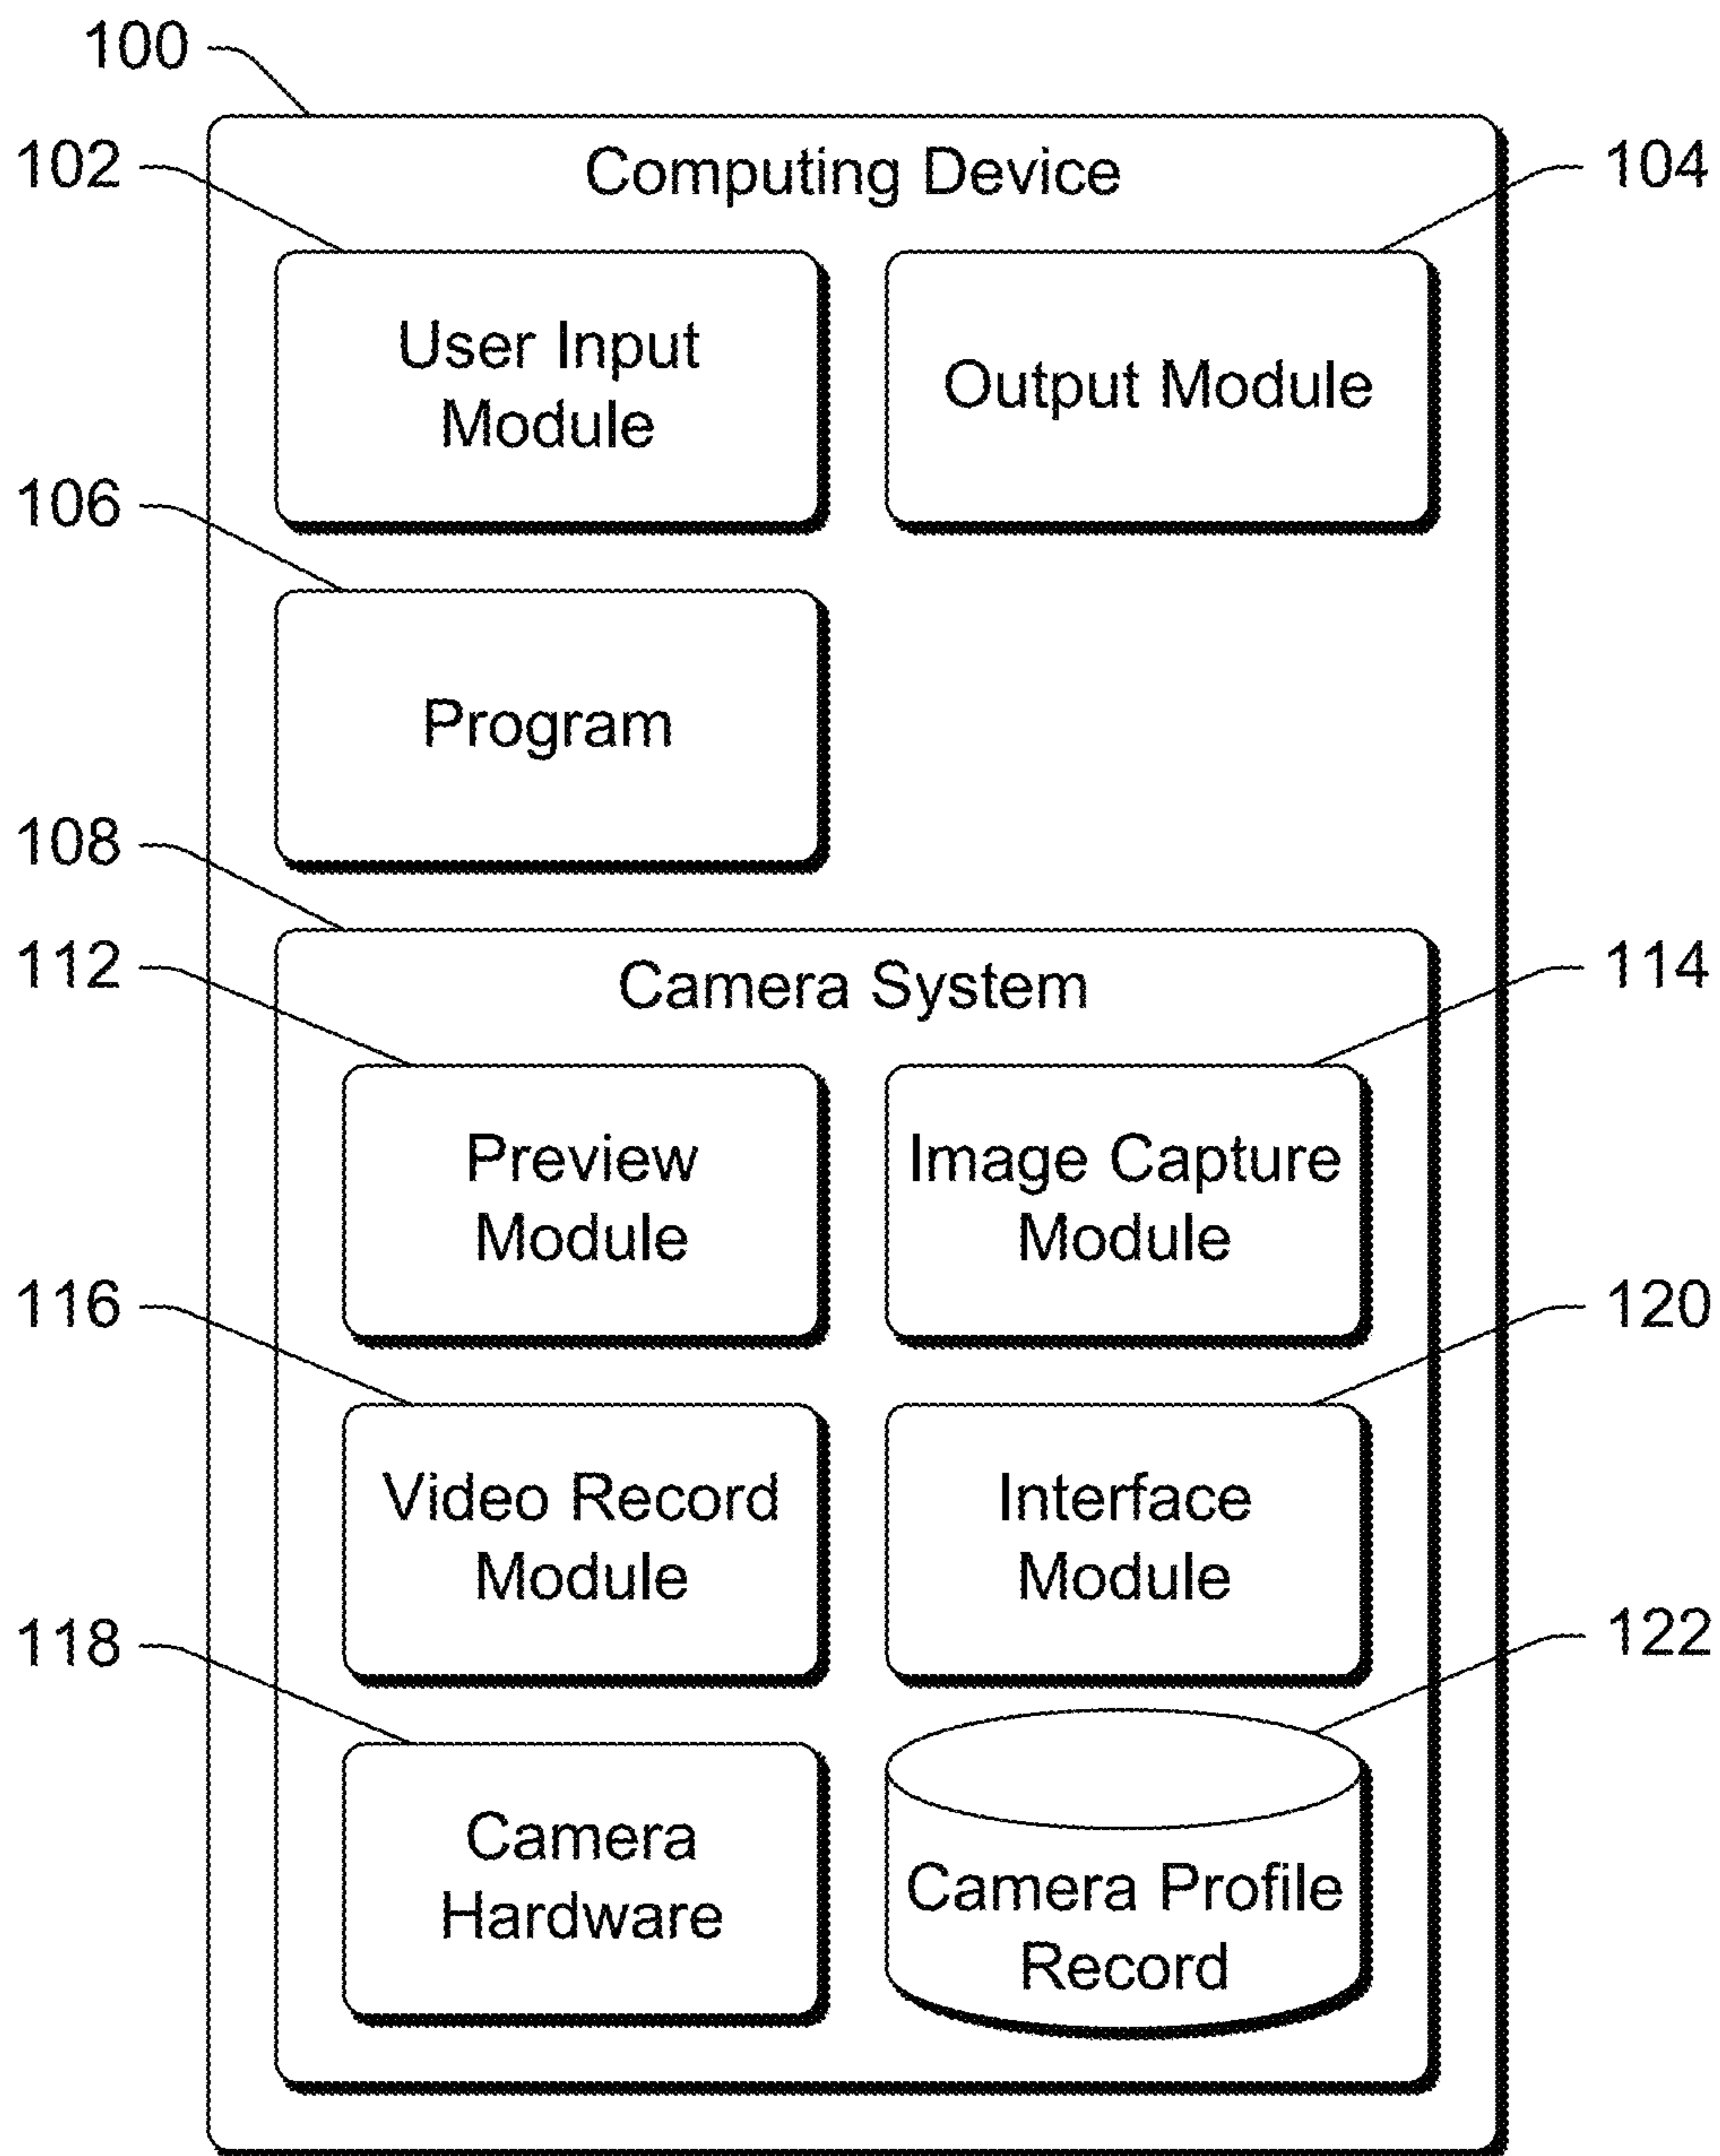 100
Computing Device
102
104
User Input
Module
Output Module
106
Program
108
Camera System
112
114
Preview
Module
Image Capture
Module
116
120
Video Record
Module
Interface
Module
118
122
Camera
Hardware
Camera Profile
Record